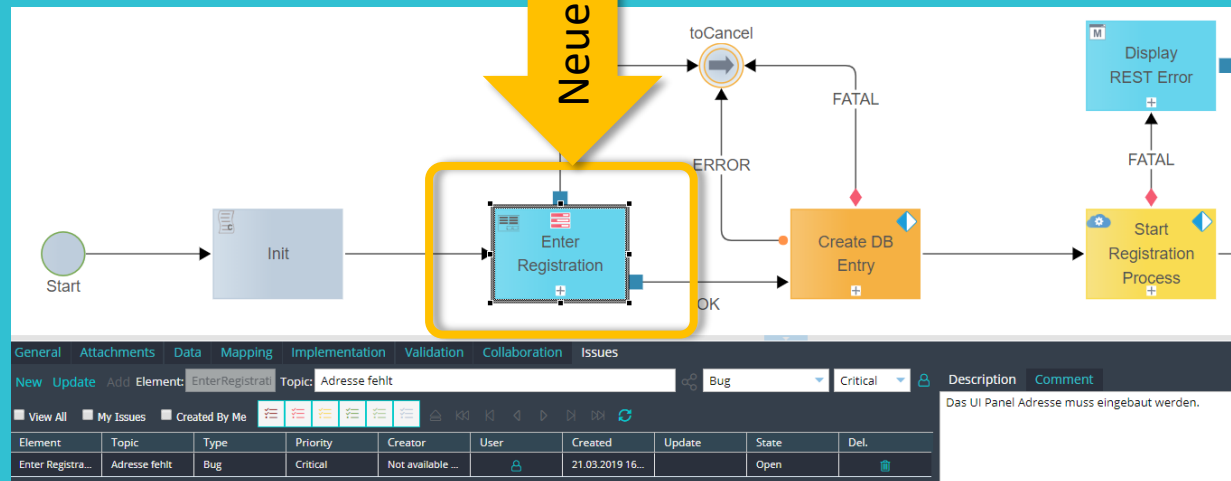 Neue
toCancel
M
Display
REST Error
FATAL
FATAL
ERROR
Enter
Registration
Init
Create DB
Entry
Start
Registration
Process
Start
OK
General Attachments Data Mapping Implementation Validation Collaboration Issues
New Update Add Element: EnterRegistrati Topic: Adresse fehlt Bug Critical Description Comment
Das UI Panel Adresse muss eingebaut werden.
View All My Issues Created By Me
Element Topic Type Priority Creator User Created Update State Del.
Enter Registra... Adresse fehlt Bug Critical Not available ... 21.03.2019 16... Open